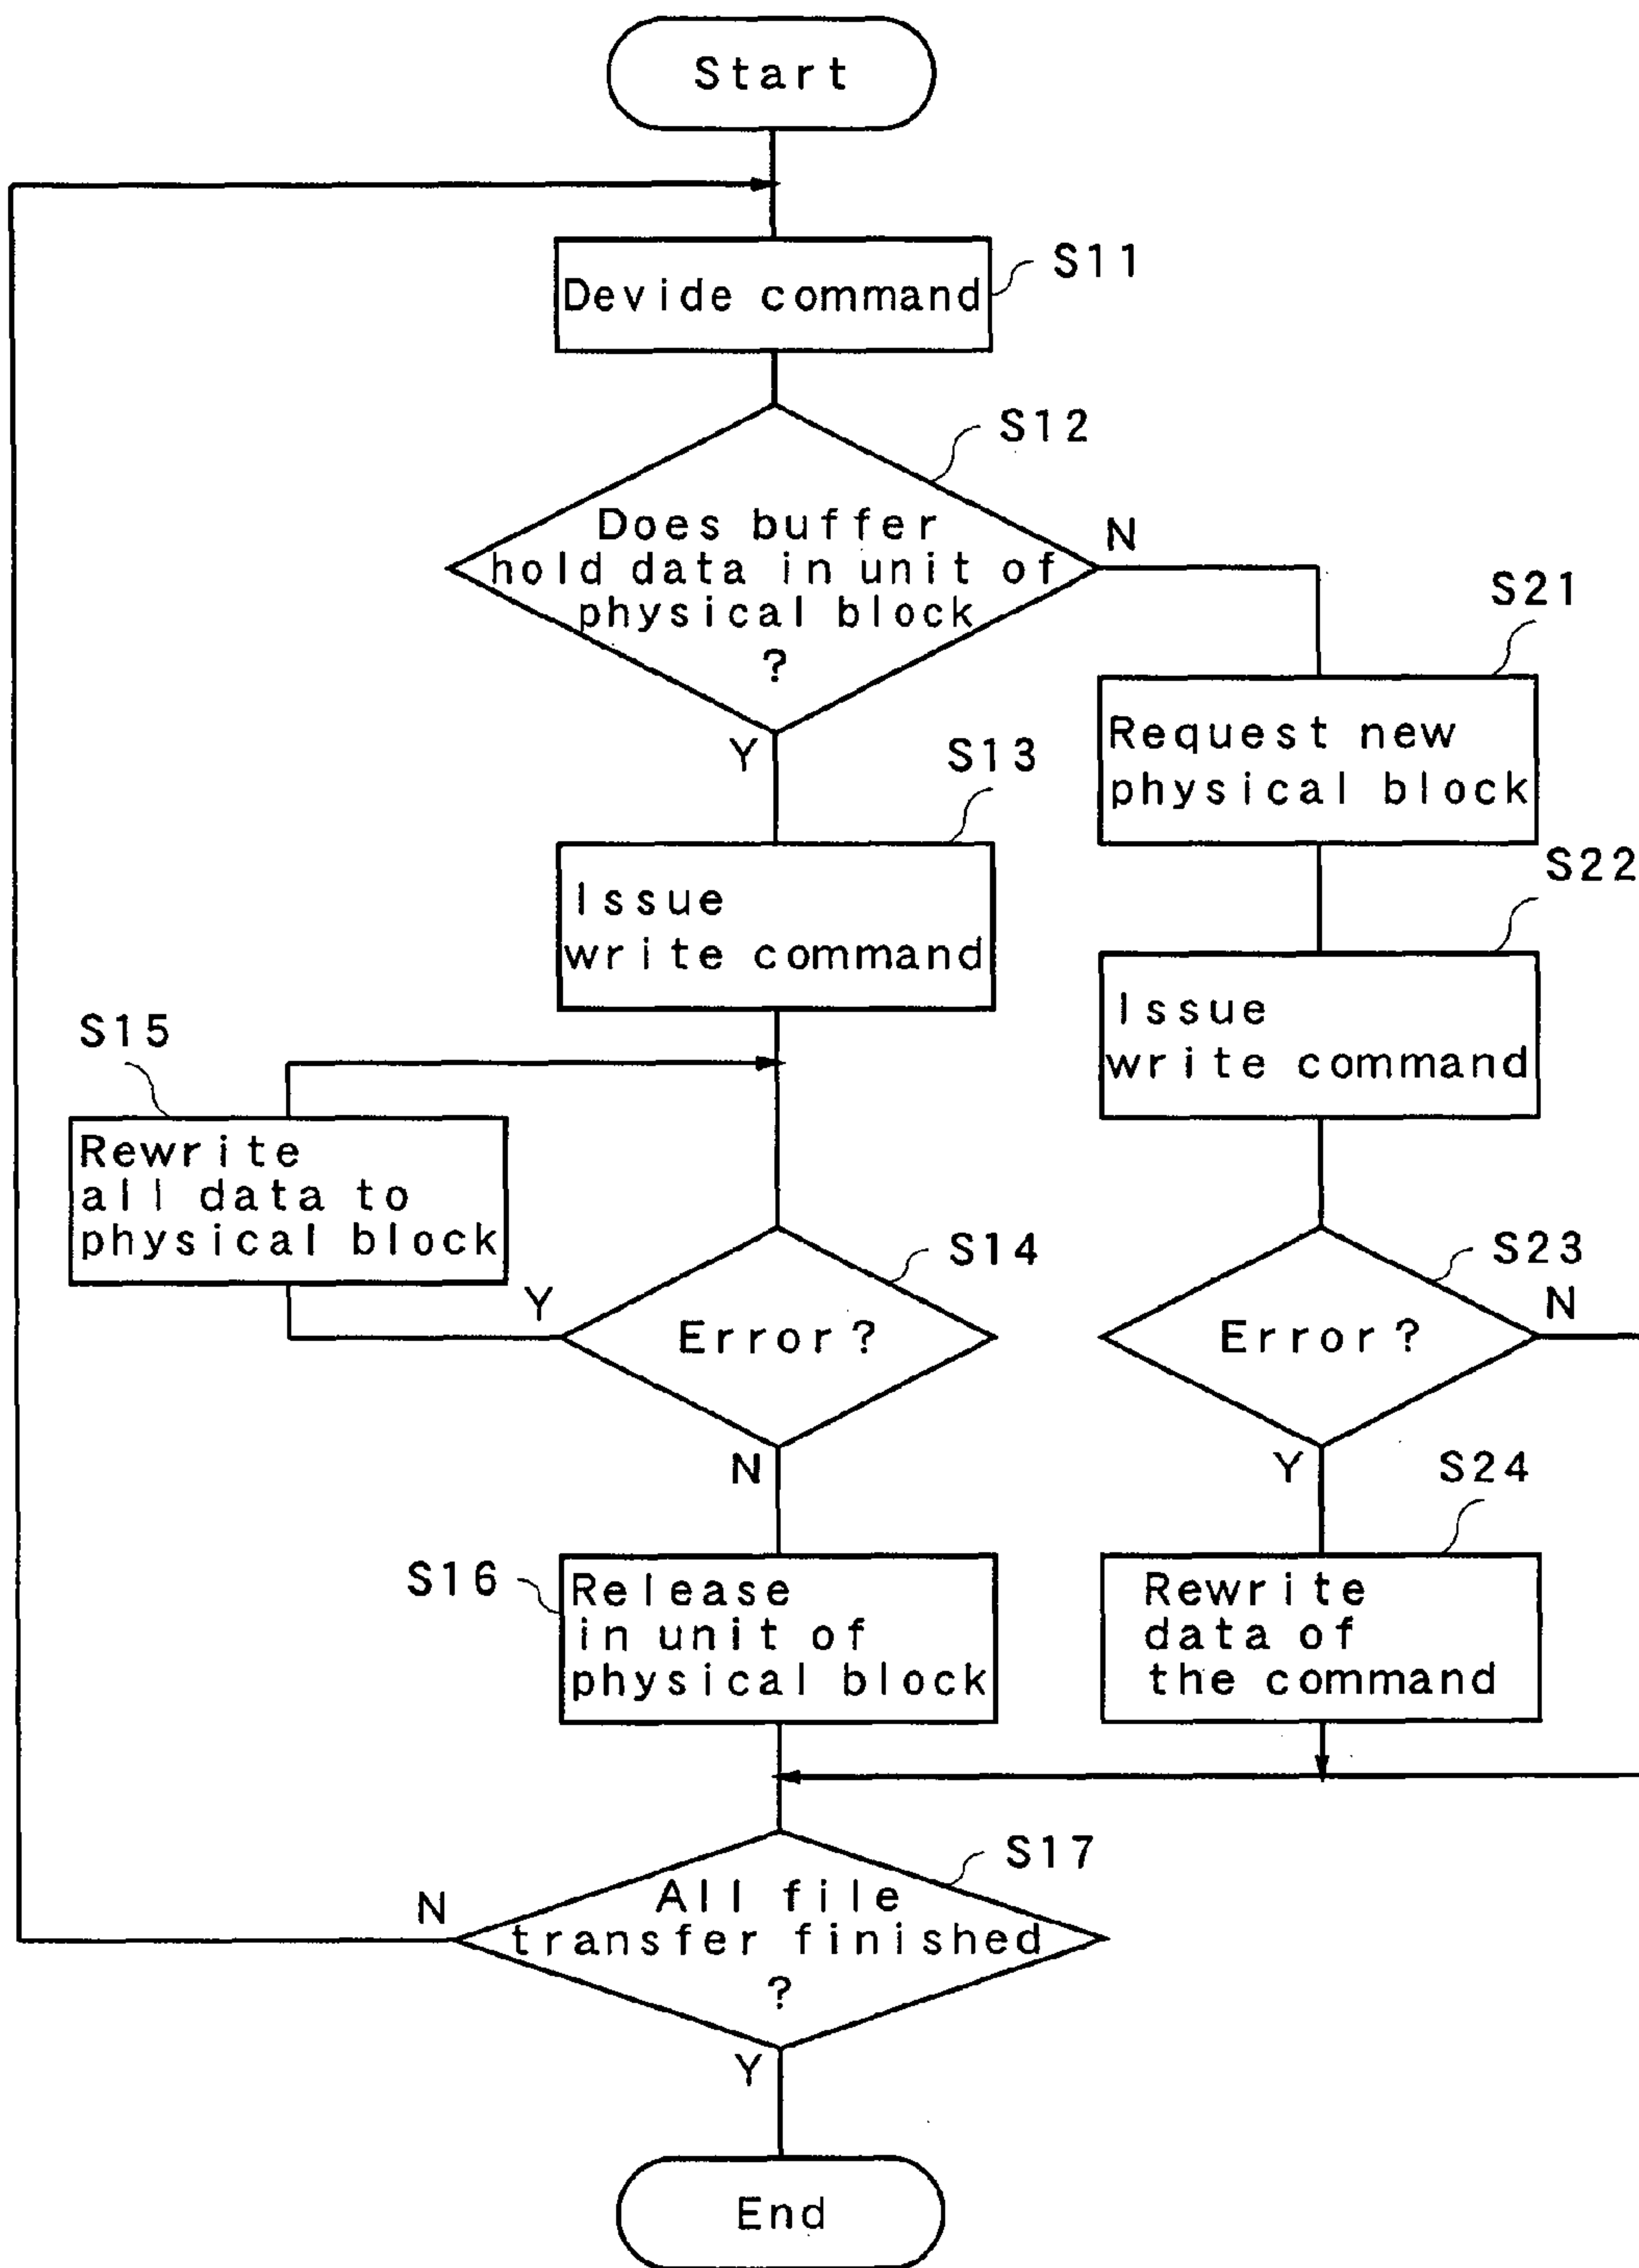 Start
S11
Devide command
S12
Does buffer
hold data in unit of
physical block
?
N
Y
S21
Request new
physical block
S13
Issue
write command
S22
Issue
write command
S15
Rewrite
all data to
physical block
S14
Error?
Y
N
S23
Error?
N
Y
S16
Release
in unit of
physical block
S24
Rewrite
data of
the command
S17
All file
transfer finished
?
N
Y
End